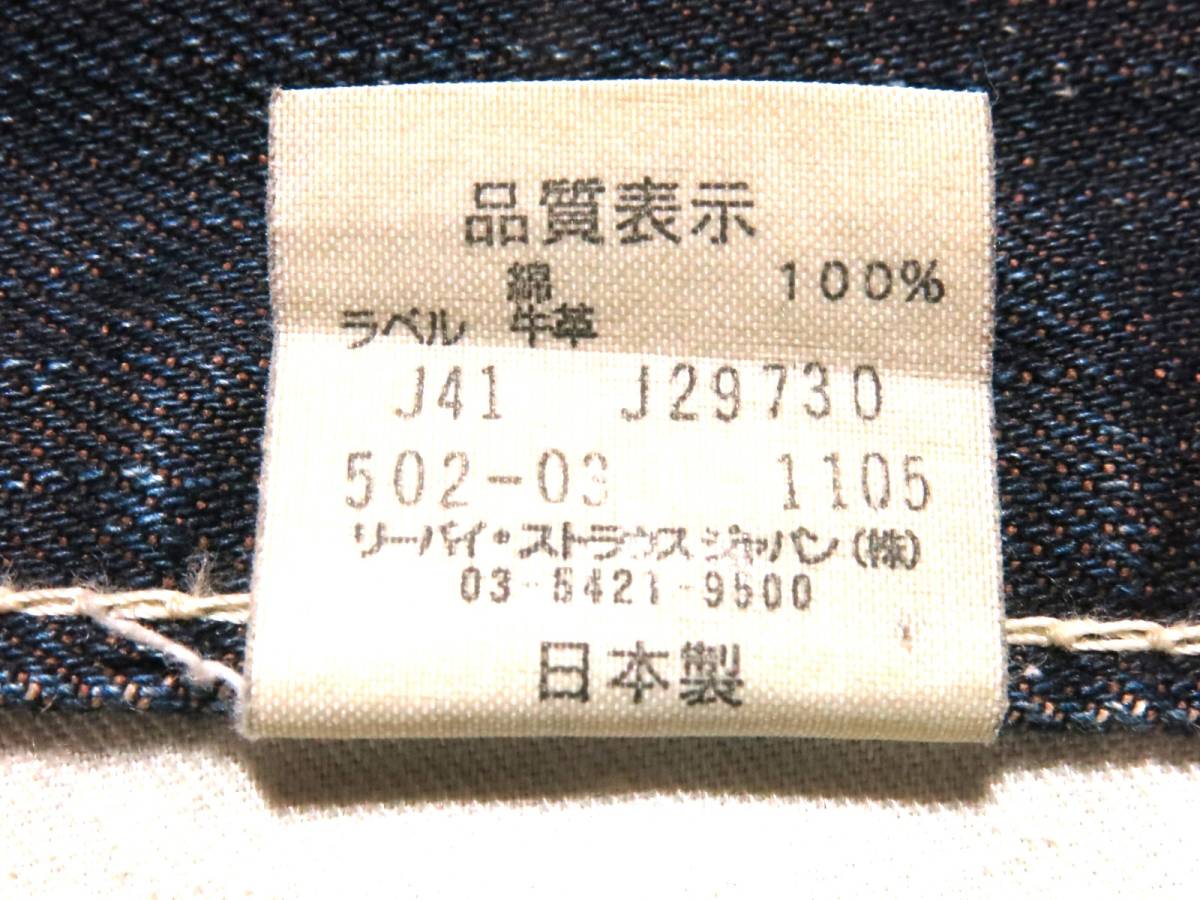 品質表示
綿 100%
ラベル 牛革
J41 J29730
502-03 1105
リーバイ・ストラウス ジャパン(株)
03-5421-9500
日本製